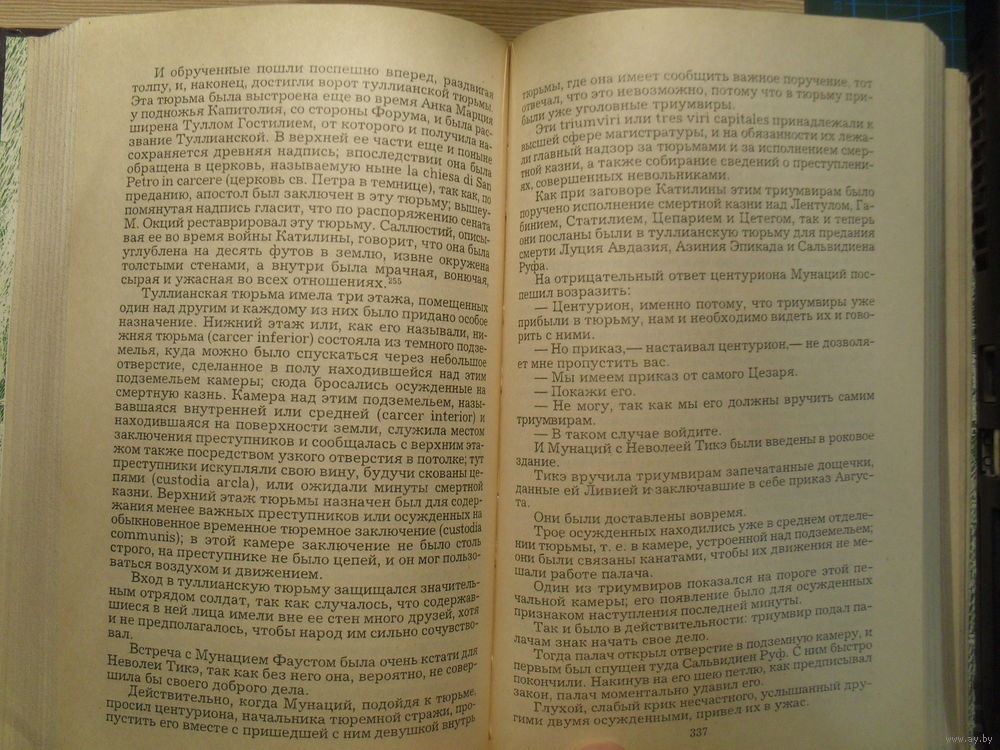 И обрученные пошли поспешно вперед, раздвигая
толпу, и, наконец, достигли ворот туллианской тюрьмы.
Эта тюрьма была выстроена еще во время Анка Марция
у подножья Капитолия, со стороны Форума, и была рас-
ширена Туллом Гостилием, от которого и получила на-
звание Туллианской. В верхней ее части еще и поныне
сохраняется древняя надпись; впоследствии она была
обращена в церковь, называемую ныне la chiesa di San
Petro in carcere (церковь св. Петра в темнице), так как, по
преданию, апостол был заключен в эту тюрьму; вышеу-
помянутая надпись гласит, что по распоряжению сената
М. Окций реставрировал эту тюрьму. Саллюстий, описы-
вая ее во время войны Катилины, говорит, что она была
углублена на десять футов в землю, извне окружена
толстыми стенами, а внутри была мрачная, вонючая,
сырая и ужасная во всех отношениях.255
Туллианская тюрьма имела три этажа, помещенных
один над другим и каждому из них было придано особое
назначение. Нижний этаж или, как его называли, ни-
жняя тюрьма (carcer inferior) состояла из темного подзе-
мелья, куда можно было спускаться через небольшое
отверстие, сделанное в полу находившейся над этим
подземельем камеры; сюда бросались осужденные на
смертную казнь. Камера над этим подземельем, назы-
вавшаяся внутренней или средней (carcer interior) и
находившаяся на поверхности земли, служила местом
заключения преступников и сообщалась с верхним эта-
жом также посредством узкого отверстия в потолке; тут
преступники искупляли свою вину, будучи скованы це-
пями (custodia arcla), или ожидали минуты смертной
казни. Верхний этаж тюрьмы назначен был для содер-
жания менее важных преступников или осужденных на
обыкновенное временное тюремное заключение (custodia
communis); в этой камере заключение не было столь
строго, на преступнике не было цепей, и он мог пользо-
ваться воздухом и движением.
Вход в туллианскую тюрьму защищался значитель-
ным отрядом солдат, так как случалось, что содержав-
шиеся в ней лица имели вне ее стен много друзей, хотя
и не предполагалось, чтобы народ им сильно сочувство-
вал.
Встреча с Мунацием Фаустом была очень кстати для
Неволеи Тикэ, так как без него она, вероятно, не совер-
шила бы своего доброго дела.
Действительно, когда Мунаций, подойдя к тюрьме,
просил центуриона, начальника тюремной стражи, про-
пустить его вместе с пришедшей с ним девушкой внутрь
тюрьмы, где она имеет сообщить важное поручение, тот
отвечал, что это невозможно, потому что в тюрьму при-
были уже уголовные триумвиры.
Эти triumviri или tres viri capitales принадлежали к
высшей сфере магистратуры, и на обязанности их лежа-
ли главный надзор за тюрьмами и за исполнением смер-
тной казни, а также собирание сведений о преступлени-
ях, совершенных невольниками.
Как при заговоре Катилины этим триумвирам было
поручено исполнение смертной казни над Лентулом, Га-
бинием, Статилием, Цепарием и Цетегом, так и теперь
они посланы были в туллианскую тюрьму для предания
смерти Луция Авдазия, Азиния Эпикада и Сальвидиена
Руфа.
На отрицательный ответ центуриона Мунаций пос-
пешил возразить:
— Центурион, именно потому, что триумвиры уже
прибыли в тюрьму, нам и необходимо видеть их и гово-
рить с ними.
— Но приказ,— настаивал центурион,— не дозволя-
ет мне пропустить вас.
— Мы имеем приказ от самого Цезаря.
— Покажи его.
— Не могу, так как мы его должны вручить самим
триумвирам.
— В таком случае войдите.
И Мунаций с Неволеей Тикэ были введены в роковое
здание.
Тикэ вручила триумвирам запечатанные дощечки,
данные ей Ливией и заключавшие в себе приказ Авгус-
та.
Они были доставлены вовремя.
Трое осужденных находились уже в среднем отделе-
нии тюрьмы, т. е. в камере, устроенной над подземельем;
они были связаны канатами, чтобы их движения не ме-
шали работе палача.
Один из триумвиров показался на пороге этой пе-
чальной камеры; его появление было для осужденных
признаком наступления последней минуты.
Так и было в действительности: триумвир подал па-
лачам знак начать свое дело.
Тогда палач открыл отверстие в подземную камеру, и
первым был спущен туда Сальвидиен Руф. С ним быстро
покончили. Накинув на его шею петлю, как предписывал
закон, палач моментально удавил его.
Глухой, слабый крик несчастного, услышанный дру-
гими двумя осужденными, привел их в ужас.
337
www.ay.by